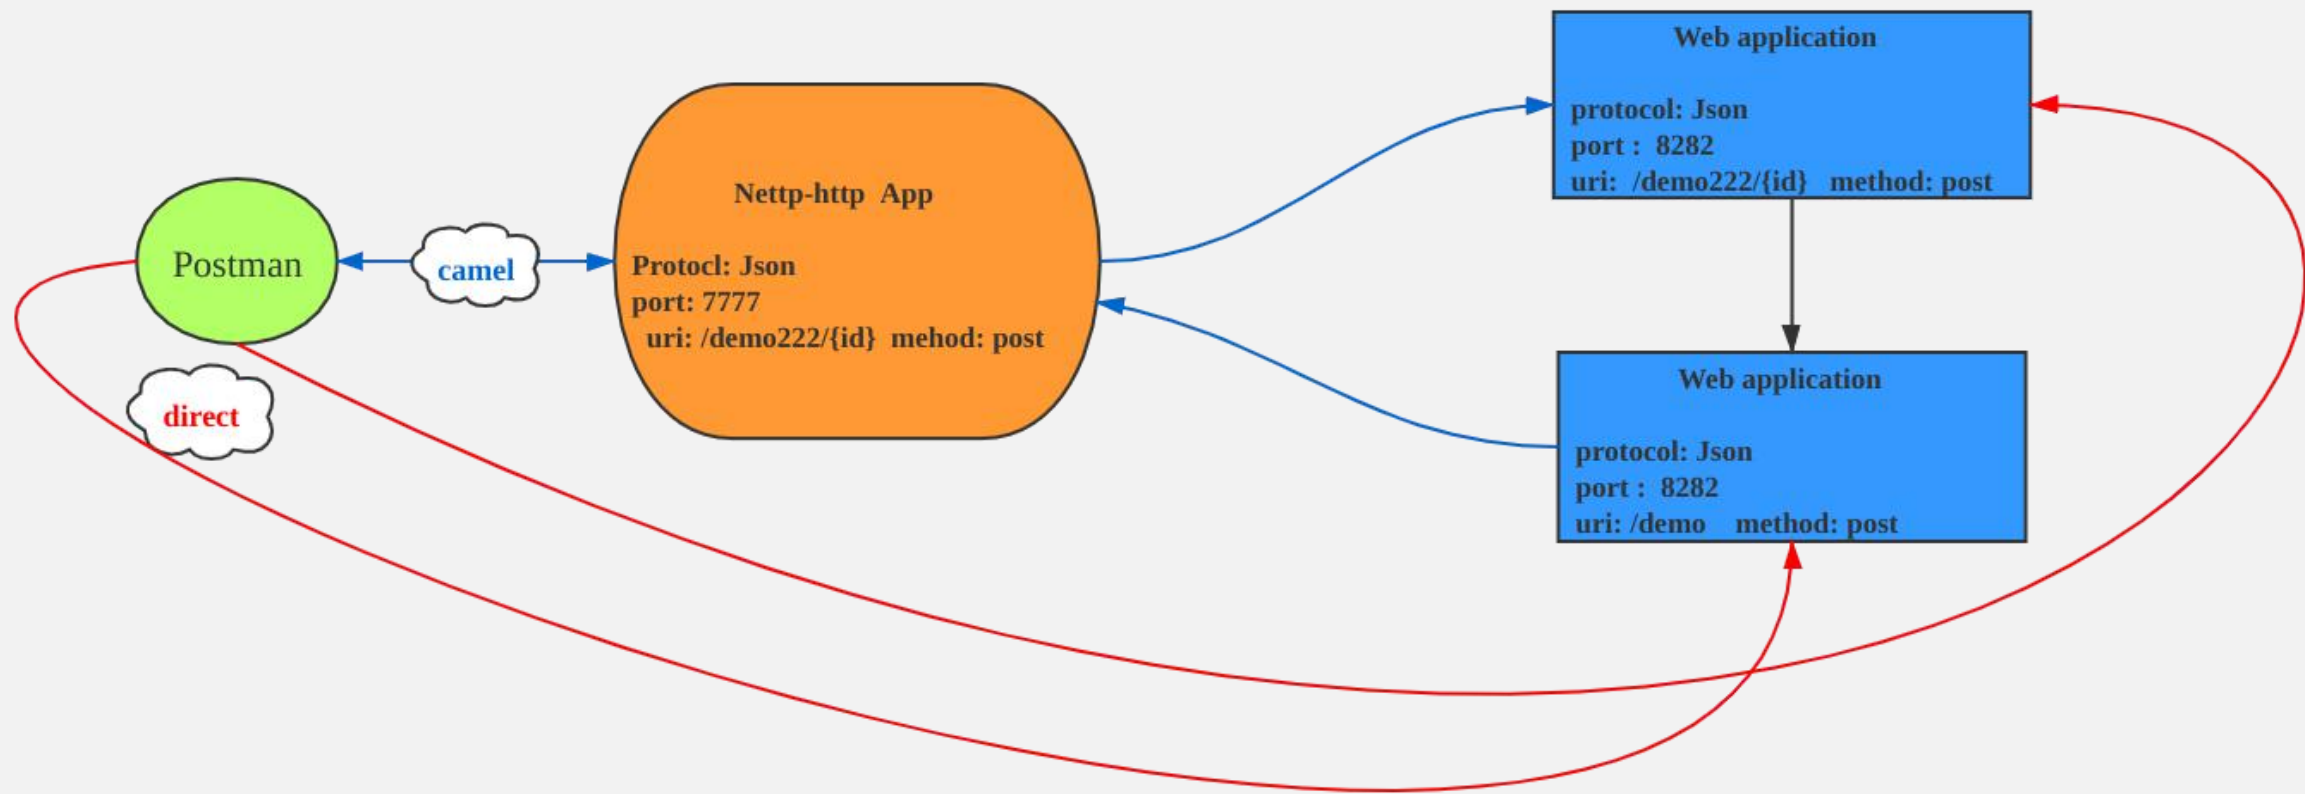 Postman
camel
direct
Nettp-http  App
Protocl: Json
port: 7777
uri: /demo222/{id}  mehod: post
Web application
protocol: Json
port :  8282
uri:  /demo222/{id}   method: post
Web application
protocol: Json
port :  8282
uri: /demo    method: post